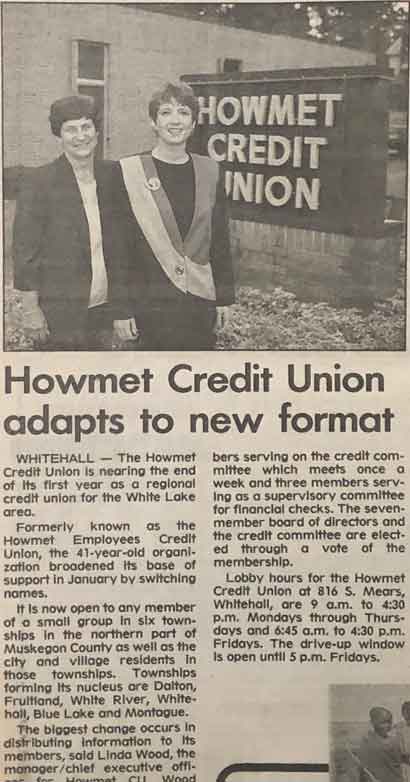 HOWMET
CREDIT
UNION
Howmet Credit Union
adapts to new format
WHITEHALL — The Howmet
Credit Union is nearing the end
of its first year as a regional
credit union for the White Lake
area.
Formerly known as the
Howmet Employees Credit
Union, the 41-year-old organi-
zation broadened its base of
support in January by switching
names.
It is now open to any member
of a small group in six town-
ships in the northern part of
Muskegon County as well as the
city and village residents in
those townships. Townships
forming its nucleus are Dalton,
Fruitland, White River, White-
hall, Blue Lake and Montague.
The biggest change occurs in
distributing information to its
members, said Linda Wood, the
manager/chief executive offi-
cer for Howmet CU. Wood
bers serving on the credit com-
mittee which meets once a
week and three members serv-
ing as a supervisory committee
for financial checks. The seven-
member board of directors and
the credit committee are elect-
ed through a vote of the
membership.
Lobby hours for the Howmet
Credit Union at 816 S. Mears,
Whitehall, are 9 a.m. to 4:30
p.m. Mondays through Thurs-
days and 6:45 a.m. to 4:30 p.m.
Fridays. The drive-up window
is open until 5 p.m. Fridays.